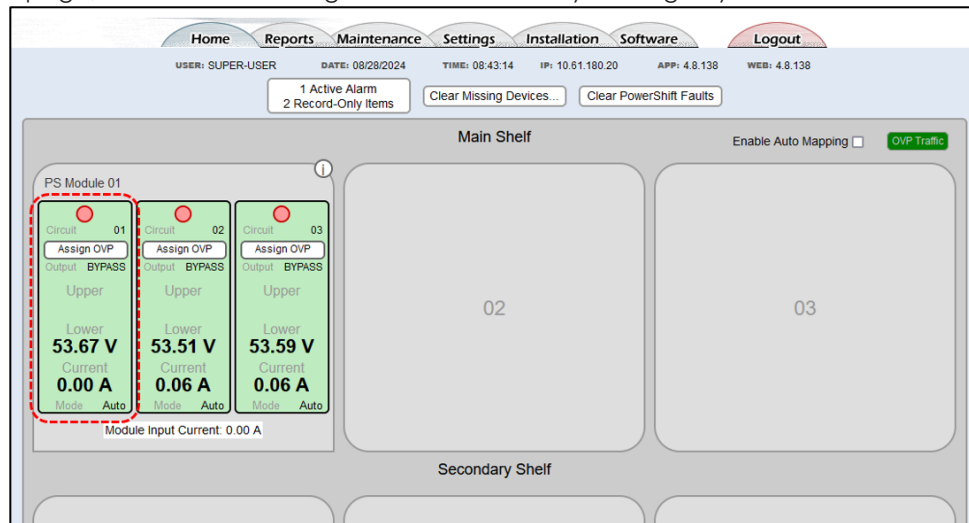 Home Reports Maintenance Settings Installation Software Logout
USER: SUPER-USER DATE: 08/28/2024 TIME: 08:43:14 IP: 10.61.180.20 APP: 4.8.138 WEB: 4.8.138
1 Active Alarm
2 Record-Only Items
Clear Missing Devices... Clear PowerShift Faults
Main Shelf Enable Auto Mapping OVP Traffic
i
PS Module 01
Circuit 01 Circuit 02 Circuit 03
Assign OVP Assign OVP Assign OVP
Output BYPASS Output BYPASS Output BYPASS
Upper Upper Upper
02 03
Lower Lower Lower
53.67 V 53.51 V 53.59 V
Current Current Current
0.00 A 0.06 A 0.06 A
Mode Auto Mode Auto Mode Auto
Module Input Current: 0.00 A
Secondary Shelf